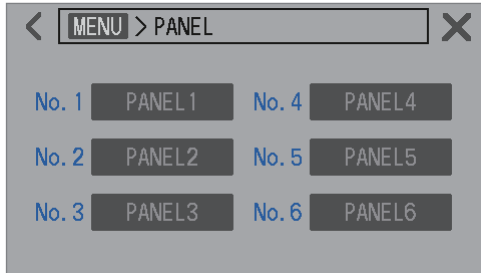 MENU > PANEL
No. 1 PANEL1 No. 4 PANEL4
No. 2 PANEL2 No. 5 PANEL5
No. 3 PANEL3 No. 6 PANEL6